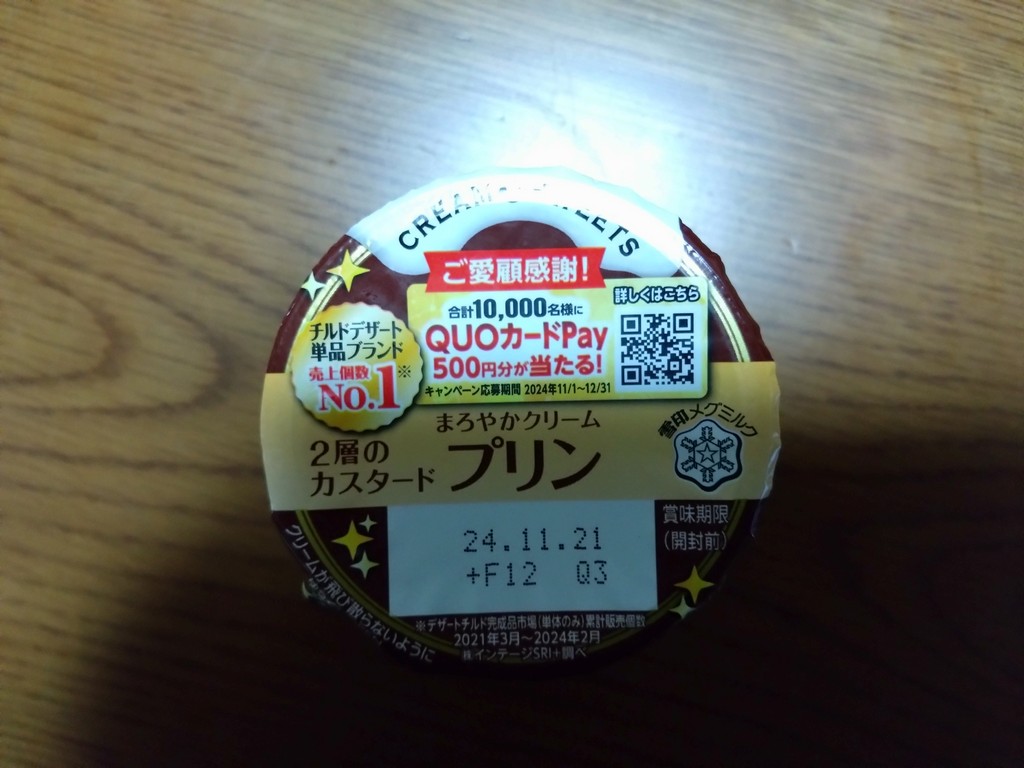 CREAM SWEETS
ご愛顧感謝!
合計10,000名様に
QUOカードPay
500円分が当たる!
キャンペーン応募期間 2024年11/1~12/31
詳しくはこちら
チルドデザート
単品ブランド
売上個数※
No.1
まろやかクリーム
2層の
カスタード
プリン
雪印メグミルク
24.11.21
+F12 Q3
賞味期限
(開封前)
クリームが飛び散らないように
※デザートチルド完成品市場(単体のみ)累計販売個数
2021年3月~2024年2月
㈱インテージSRI+調べ